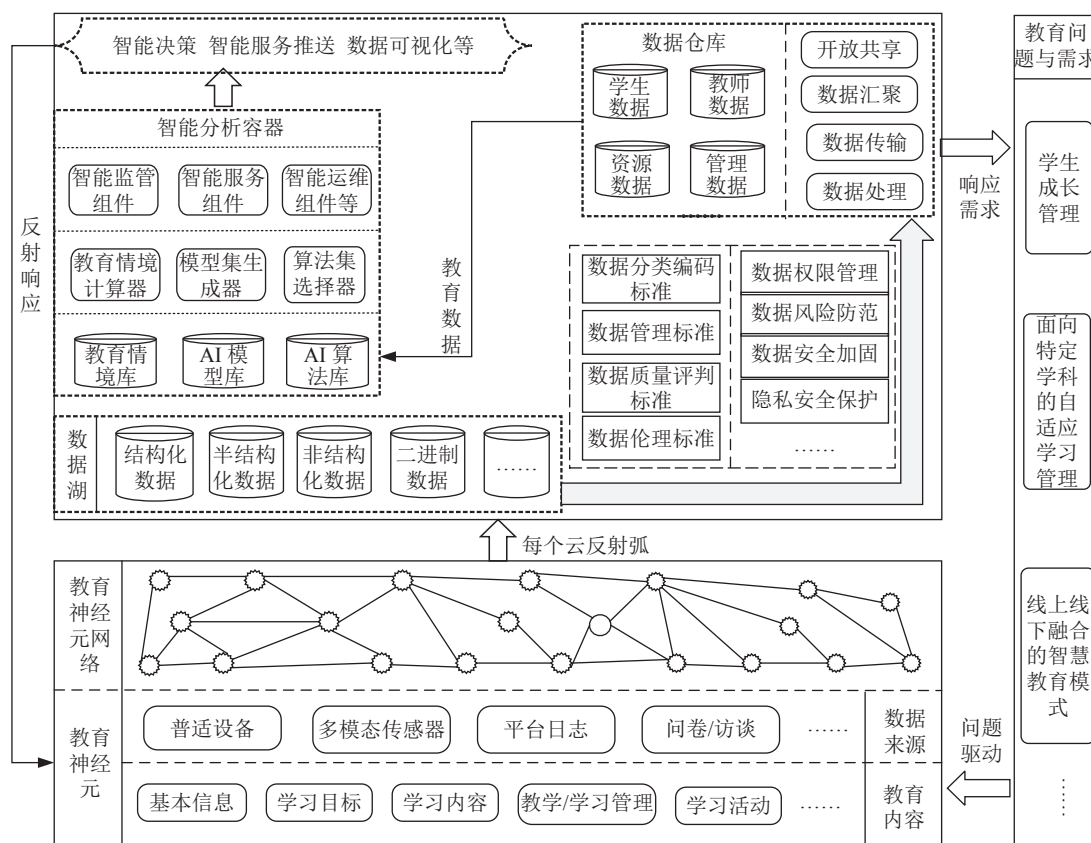 智能决策 智能服务推送 数据可视化等
智能分析容器
智能监管
组件
智能服务
组件
智能运维
组件等
教育情境
计算器
模型集生
成器
算法集
选择器
教育情
境库
AI 模
型库
AI 算
法库
反
射
响
应
教
育
数
据
数据仓库
学生
数据
教师
数据
资源
数据
管理
数据
……
开放共享
数据汇聚
数据传输
数据处理
数据分类编码
标准
数据管理标准
数据质量评判
标准
数据伦理标准
数据权限管理
数据风险防范
数据安全加固
隐私安全保护
……
数
据
湖
结构化
数据
半结构
化数据
非结构
化数据
二进制
数据
……
每个云反射弧
教育
神经
元网
络
教育
神经
元
普适设备
多模态传感器
平台日志
问卷/访谈
……
数据
来源
基本信息
学习目标
学习内容
教学/学习管理
学习活动
……
教育
内容
响应
需求
问题
驱动
教育问
题与需求
学生
成长
管理
面向
特定
学科
的自
适应
学习
管理
线上线
下融合
的智慧
教育模
式
……